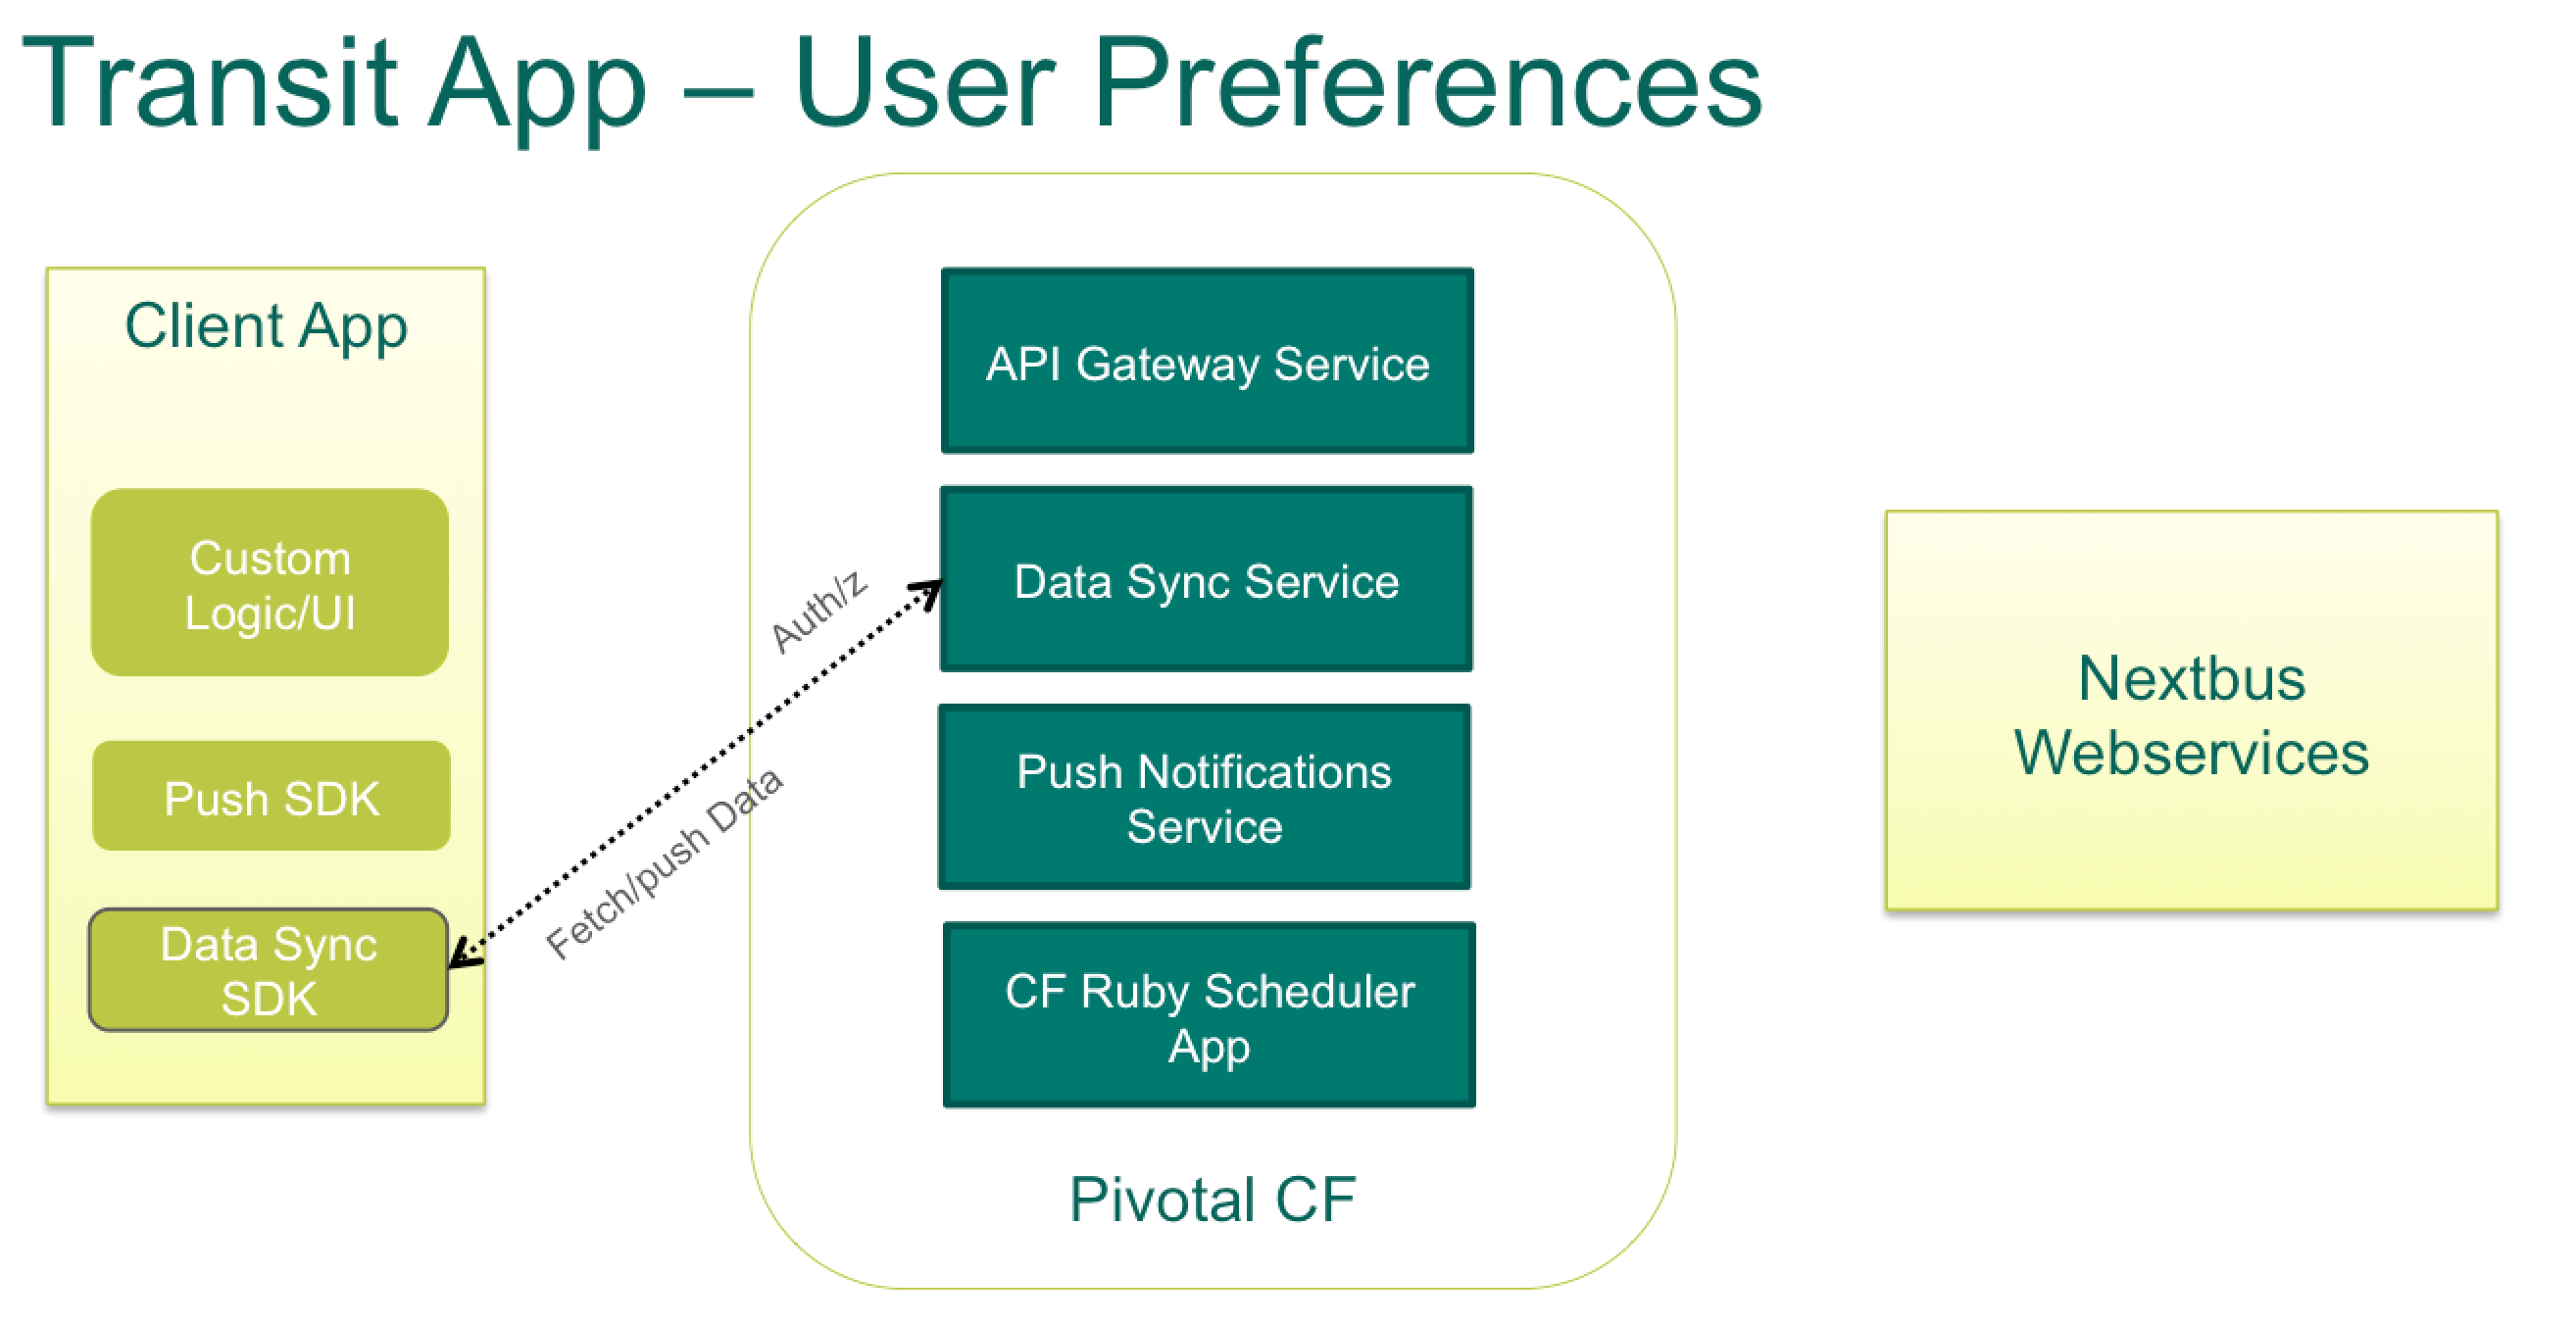 Transit App – User Preferences
Client App
Custom
Logic/UI
Push SDK
Data Sync
SDK
Auth/z
Fetch/push Data
API Gateway Service
Data Sync Service
Push Notifications
Service
CF Ruby Scheduler
App
Pivotal CF
Nextbus
Webservices